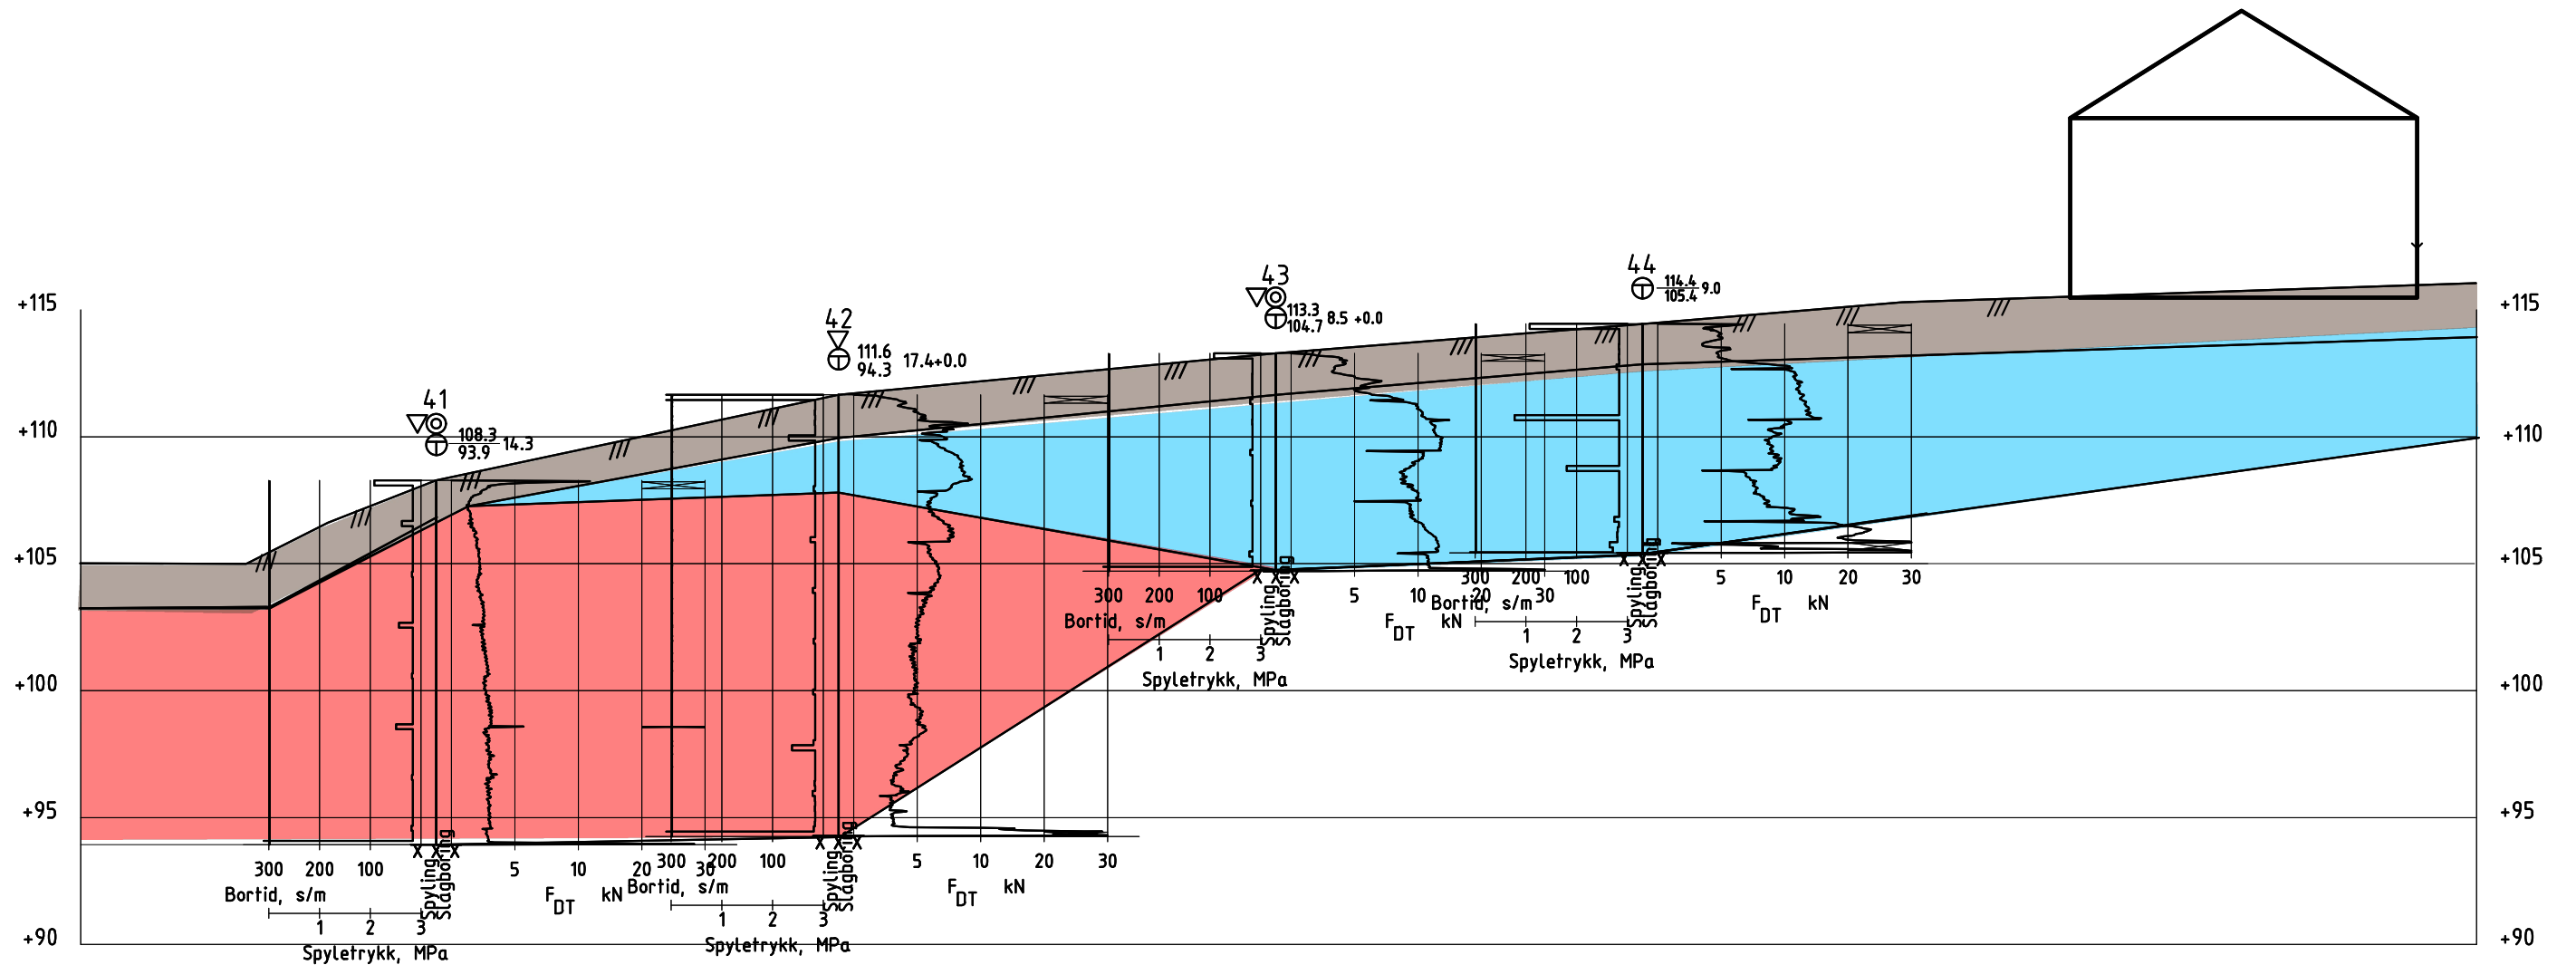 44
114.4
105.4 9.0
43
113.3
104.7 8.5 +0.0
+115 +115
42
111.6
94.3 17.4+0.0
41
108.3
93.9 14.3
+110 +110
+105 +105
300 200 100 5 10 20 30
Bortid, s/m
Spyling
Slagboring
FDT kN
1 2 3
Spyletrykk, MPa
300 200 100 5 10 20 30
Bortid, s/m
Spyling
Slagboring
FDT kN
1 2 3
Spyletrykk, MPa
+100 +100
+95 +95
300 200 100 5 10 20 30
Bortid, s/m
Spyling
Slagboring
FDT kN
1 2 3
Spyletrykk, MPa
300 200 100 5 10 20 30
Bortid, s/m
Spyling
Slagboring
FDT kN
1 2 3
Spyletrykk, MPa
+90 +90